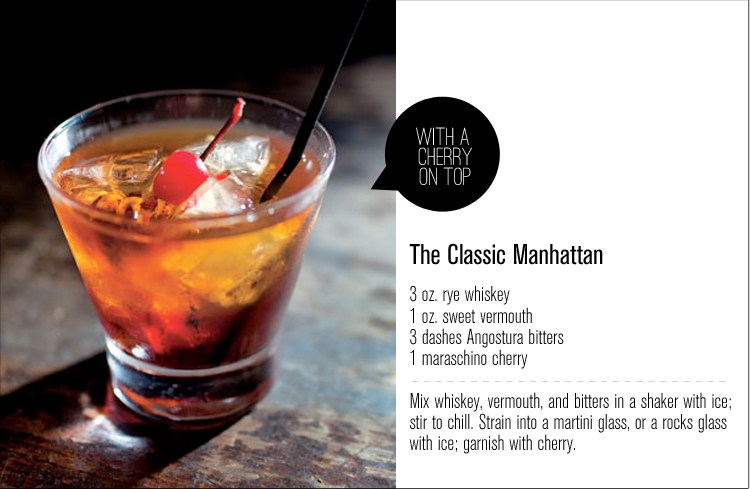 WITH A
CHERRY
ON TOP
The Classic Manhattan
3 oz. rye whiskey
1 oz. sweet vermouth
3 dashes Angostura bitters
1 maraschino cherry
Mix whiskey, vermouth, and bitters in a shaker with ice;
stir to chill. Strain into a martini glass, or a rocks glass
with ice; garnish with cherry.